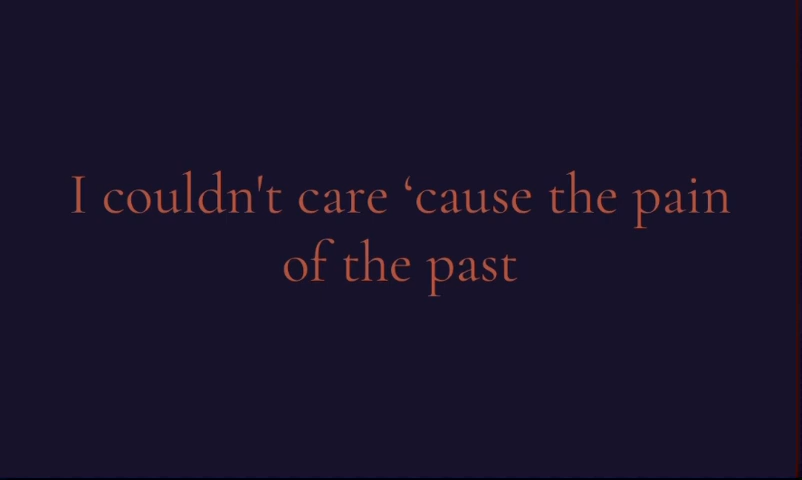 I couldn't care ‘cause the pain
of the past